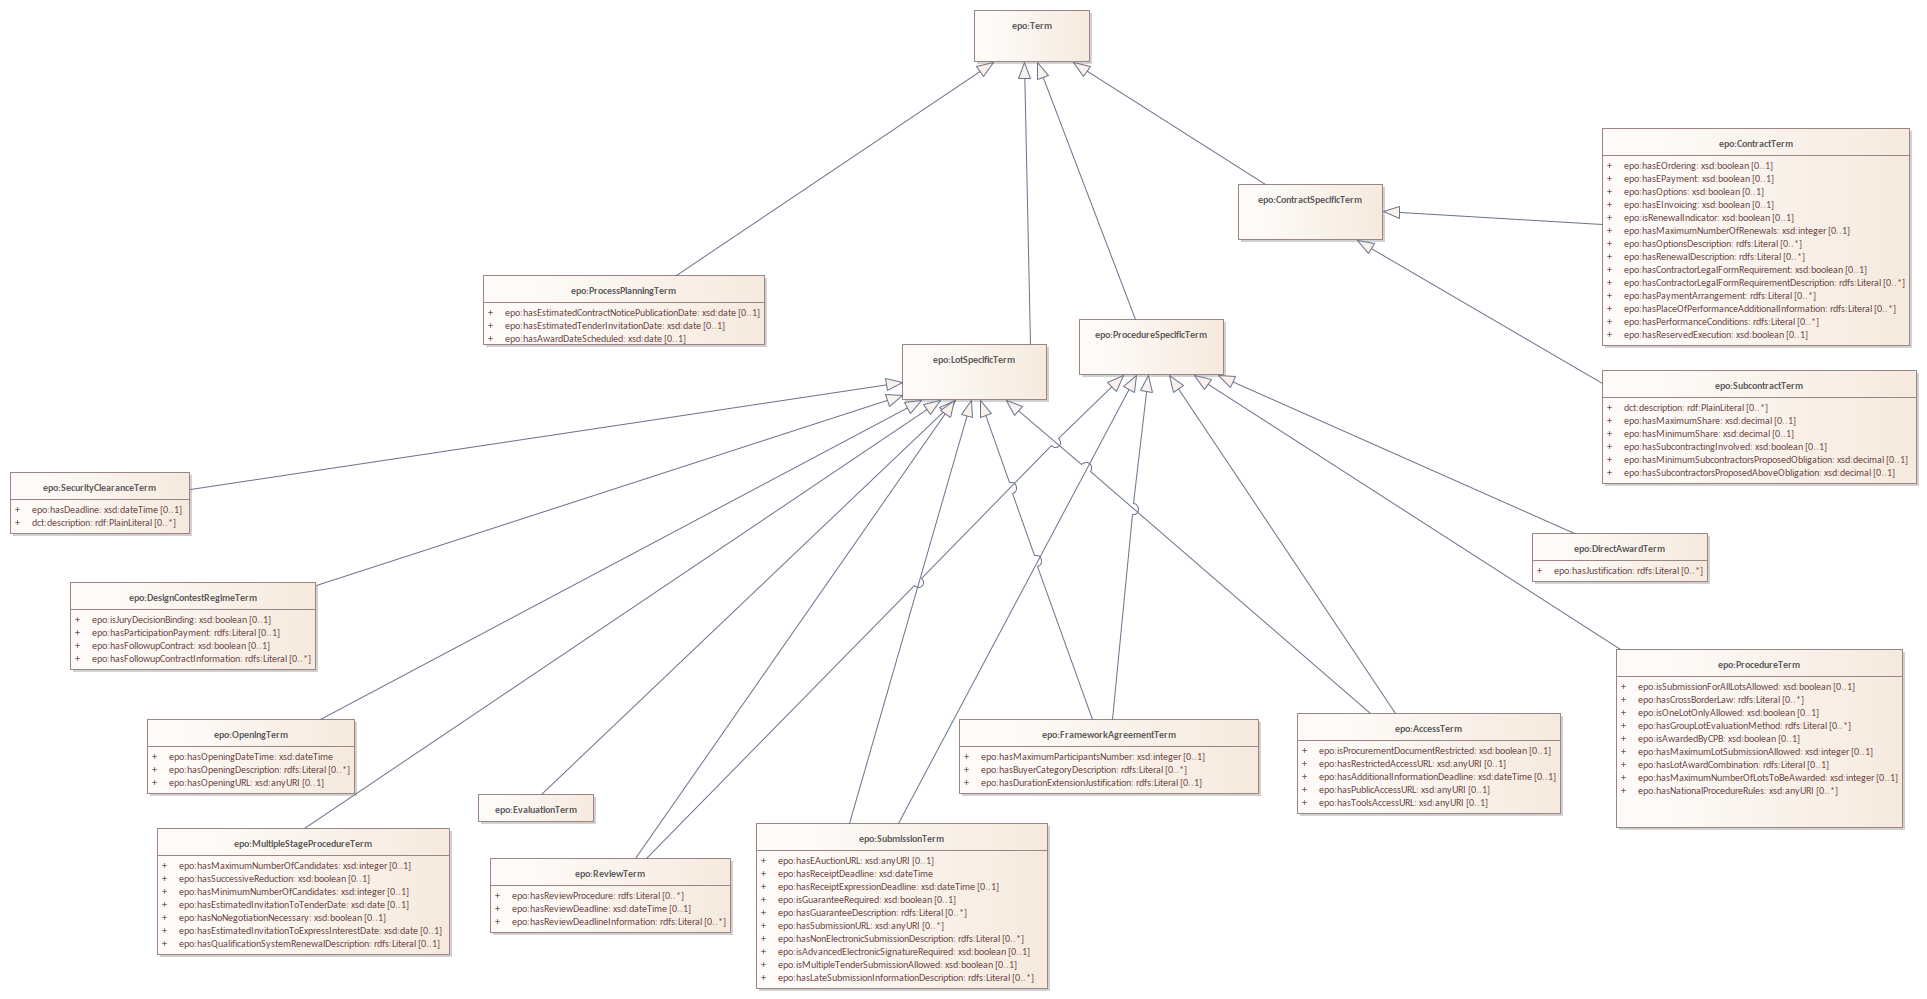 epo:Term
epo:ContractTerm
+ epo:hasEOrdering: xsd:boolean [0..1]
+ epo:hasEPayment: xsd:boolean [0..1]
+ epo:hasOptions: xsd:boolean [0..1]
+ epo:hasEInvoicing: xsd:boolean [0..1]
+ epo:isRenewalIndicator: xsd:boolean [0..1]
+ epo:hasMaximumNumberOfRenewals: xsd:integer [0..1]
+ epo:hasOptionsDescription: rdfs:Literal [0..*]
+ epo:hasRenewalDescription: rdfs:Literal [0..*]
+ epo:hasContractorLegalFormRequirement: xsd:boolean [0..1]
+ epo:hasContractorLegalFormRequirementDescription: rdfs:Literal [0..*]
+ epo:hasPaymentArrangement: rdfs:Literal [0..*]
+ epo:hasPlaceOfPerformanceAdditionalInformation: rdfs:Literal [0..*]
+ epo:hasPerformanceConditions: rdfs:Literal [0..*]
+ epo:hasReservedExecution: xsd:boolean [0..1]
epo:ContractSpecificTerm
epo:ProcessPlanningTerm
+ epo:hasEstimatedContractNoticePublicationDate: xsd:date [0..1]
+ epo:hasEstimatedTenderInvitationDate: xsd:date [0..1]
+ epo:hasAwardDateScheduled: xsd:date [0..1]
epo:ProcedureSpecificTerm
epo:LotSpecificTerm
epo:SubcontractTerm
+ dct:description: rdf:PlainLiteral [0..*]
+ epo:hasMaximumShare: xsd:decimal [0..1]
+ epo:hasMinimumShare: xsd:decimal [0..1]
+ epo:hasSubcontractingInvolved: xsd:boolean [0..1]
+ epo:hasMinimumSubcontractorsProposedObligation: xsd:decimal [0..1]
+ epo:hasSubcontractorsProposedAboveObligation: xsd:decimal [0..1]
epo:SecurityClearanceTerm
+ epo:hasDeadline: xsd:dateTime [0..1]
+ dct:description: rdf:PlainLiteral [0..*]
epo:DirectAwardTerm
+ epo:hasJustification: rdfs:Literal [0..*]
epo:DesignContestRegimeTerm
+ epo:isJuryDecisionBinding: xsd:boolean [0..1]
+ epo:hasParticipationPayment: rdfs:Literal [0..1]
+ epo:hasFollowupContract: xsd:boolean [0..1]
+ epo:hasFollowupContractInformation: rdfs:Literal [0..*]
epo:ProcedureTerm
+ epo:isSubmissionForAllLotsAllowed: xsd:boolean [0..1]
+ epo:hasCrossBorderLaw: rdfs:Literal [0..*]
+ epo:isOneLotOnlyAllowed: xsd:boolean [0..1]
+ epo:hasGroupLotEvaluationMethod: rdfs:Literal [0..*]
+ epo:isAwardedByCPB: xsd:boolean [0..1]
+ epo:hasMaximumLotSubmissionAllowed: xsd:integer [0..1]
+ epo:hasLotAwardCombination: rdfs:Literal [0..1]
+ epo:hasMaximumNumberOfLotsToBeAwarded: xsd:integer [0..1]
+ epo:hasNationalProcedureRules: xsd:anyURI [0..*]
epo:OpeningTerm
+ epo:hasOpeningDateTime: xsd:dateTime
+ epo:hasOpeningDescription: rdfs:Literal [0..*]
+ epo:hasOpeningURL: xsd:anyURI [0..1]
epo:FrameworkAgreementTerm
+ epo:hasMaximumParticipantsNumber: xsd:integer [0..1]
+ epo:hasBuyerCategoryDescription: rdfs:Literal [0..*]
+ epo:hasDurationExtensionJustification: rdfs:Literal [0..1]
epo:AccessTerm
+ epo:isProcurementDocumentRestricted: xsd:boolean [0..1]
+ epo:hasRestrictedAccessURL: xsd:anyURI [0..1]
+ epo:hasAdditionalInformationDeadline: xsd:dateTime [0..1]
+ epo:hasPublicAccessURL: xsd:anyURI [0..1]
+ epo:hasToolsAccessURL: xsd:anyURI [0..1]
epo:EvaluationTerm
epo:MultipleStageProcedureTerm
+ epo:hasMaximumNumberOfCandidates: xsd:integer [0..1]
+ epo:hasSuccessiveReduction: xsd:boolean [0..1]
+ epo:hasMinimumNumberOfCandidates: xsd:integer [0..1]
+ epo:hasEstimatedInvitationToTenderDate: xsd:date [0..1]
+ epo:hasNoNegotiationNecessary: xsd:boolean [0..1]
+ epo:hasEstimatedInvitationToExpressInterestDate: xsd:date [0..1]
+ epo:hasQualificationSystemRenewalDescription: rdfs:Literal [0..1]
epo:ReviewTerm
+ epo:hasReviewProcedure: rdfs:Literal [0..*]
+ epo:hasReviewDeadline: xsd:dateTime [0..1]
+ epo:hasReviewDeadlineInformation: rdfs:Literal [0..*]
epo:SubmissionTerm
+ epo:hasEAuctionURL: xsd:anyURI [0..1]
+ epo:hasReceiptDeadline: xsd:dateTime
+ epo:hasReceiptExpressionDeadline: xsd:dateTime [0..1]
+ epo:isGuaranteeRequired: xsd:boolean [0..1]
+ epo:hasGuaranteeDescription: rdfs:Literal [0..*]
+ epo:hasSubmissionURL: xsd:anyURI [0..*]
+ epo:hasNonElectronicSubmissionDescription: rdfs:Literal [0..*]
+ epo:isAdvancedElectronicSignatureRequired: xsd:boolean [0..1]
+ epo:isMultipleTenderSubmissionAllowed: xsd:boolean [0..1]
+ epo:hasLateSubmissionInformationDescription: rdfs:Literal [0..*]